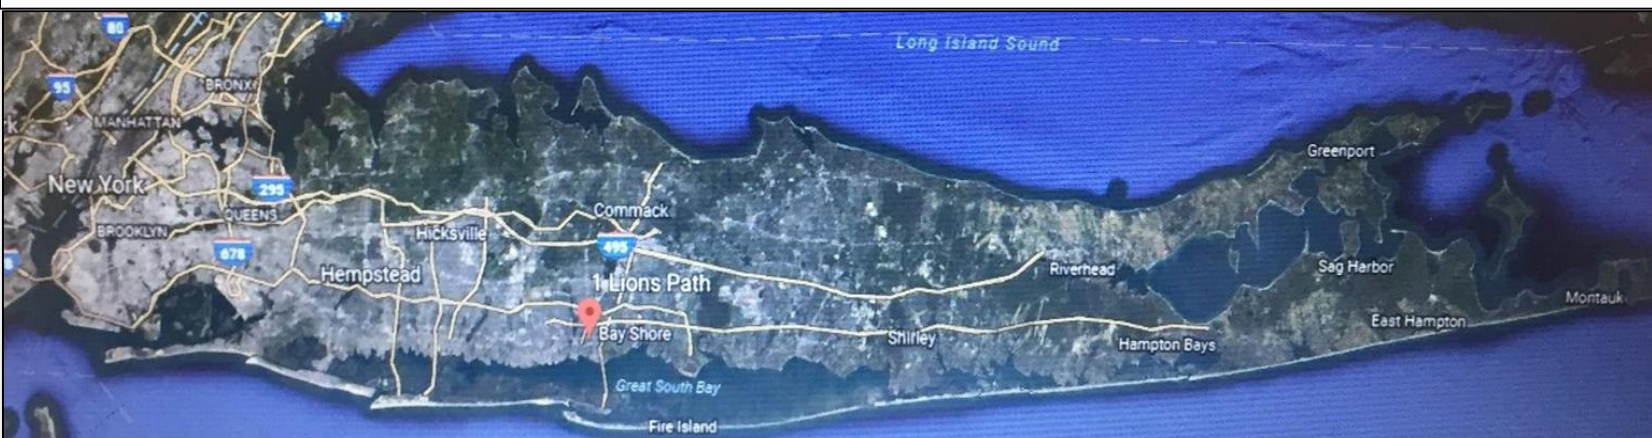 80
95
Long Island Sound
95
BRONX
MANHATTAN
k
Greenport
New York
295
QUEENS
Commack
BROOKLYN
Hicksville
495
678
Hempstead
Riverhead
Sag Harbor
1 Lions Path
Montauk
East Hampton
Bay Shore
Shirley
Hampton Bays
Great South Bay
Fire Island